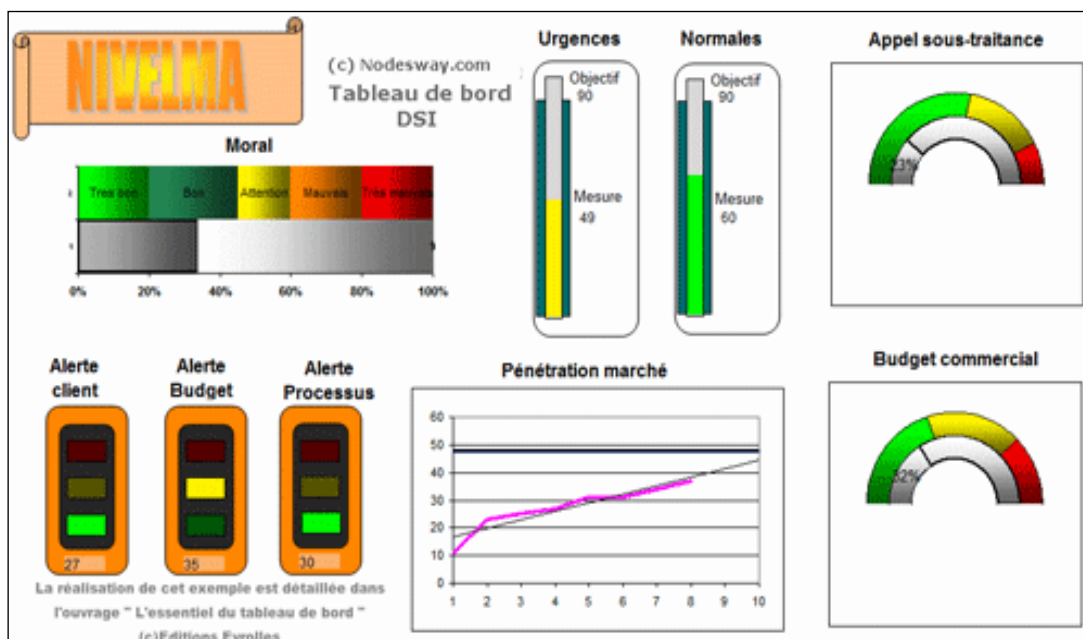 NIVELMA
(c) Nodesway.com
Tableau de bord
DSI
Urgences
Objectif
90
Mesure
49
Normales
Objectif
90
Mesure
60
Appel sous-traitance
23%
Moral
Tres bon
Bon
Attention
Mauvais
Tres mauvais
0%
20%
40%
60%
80%
100%
Alerte
client
27
Alerte
Budget
35
Alerte
Processus
30
Pénétration marché
60
50
40
30
20
10
0
1 2 3 4 5 6 7 8 9 10
Budget commercial
32%
La réalisation de cet exemple est détaillée dans
l'ouvrage " L'essentiel du tableau de bord "
(c)Editions Eyrolles